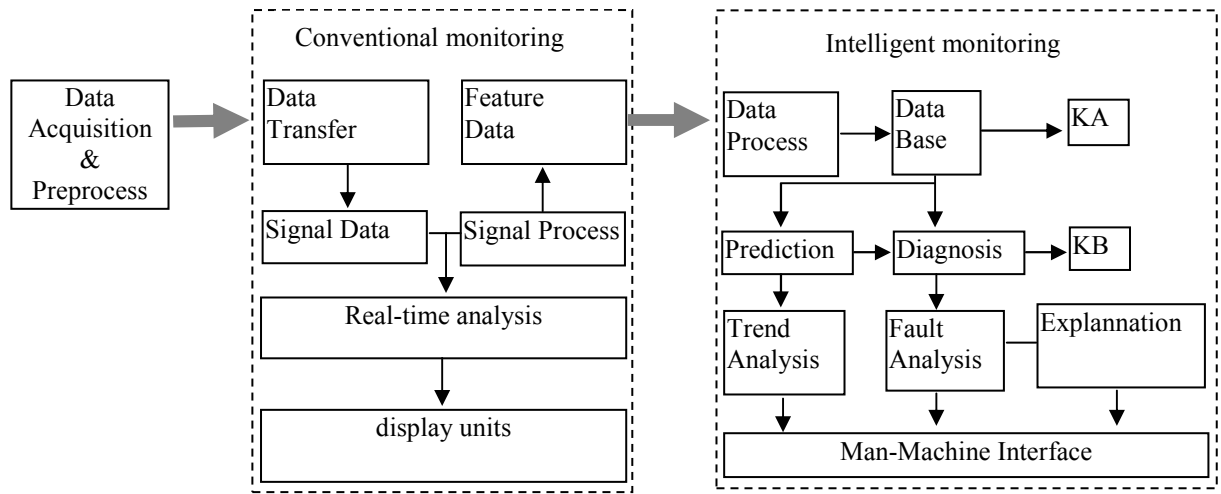 Conventional monitoring
Intelligent monitoring
Data
Acquisition
&
Preprocess
Data
Transfer
Feature
Data
Signal Data
Signal Process
Real-time analysis
display units
Data
Process
Data
Base
KA
Prediction
Diagnosis
KB
Trend
Analysis
Fault
Analysis
Explannation
Man-Machine Interface